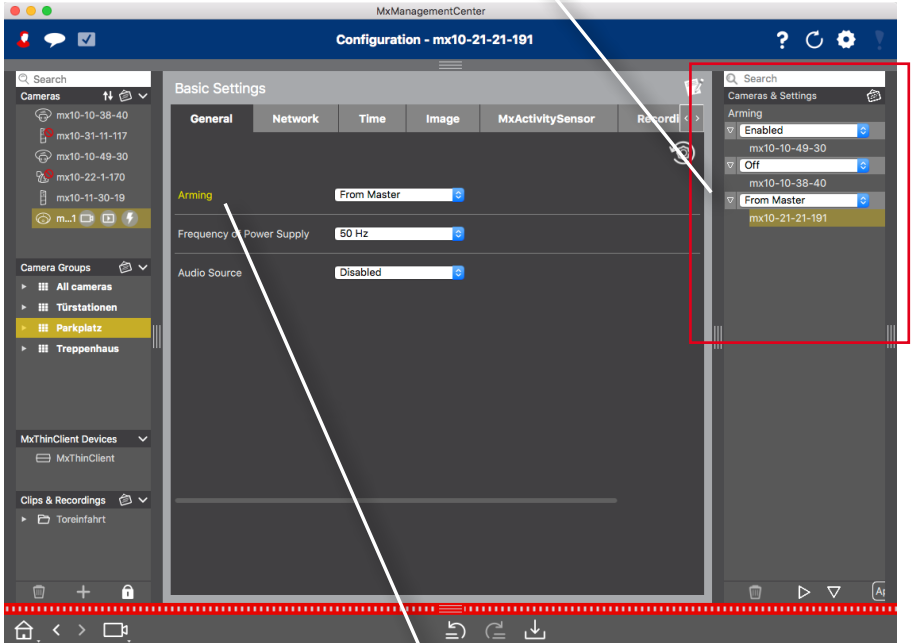 MxManagementCenter
Configuration - mx10-21-21-191
?
Search
Cameras
mx10-10-38-40
mx10-31-11-117
mx10-10-49-30
mx10-22-1-170
mx10-11-30-19
m...1
Camera Groups
All cameras
Türstationen
Parkplatz
Treppenhaus
MxThinClient Devices
MxThinClient
Clips & Recordings
Toreinfahrt
Basic Settings
General Network Time Image MxActivitySensor Recordi
Arming From Master
Frequency of Power Supply 50 Hz
Audio Source Disabled
Search
Cameras & Settings
Arming
Enabled
mx10-10-49-30
Off
mx10-10-38-40
From Master
mx10-21-21-191